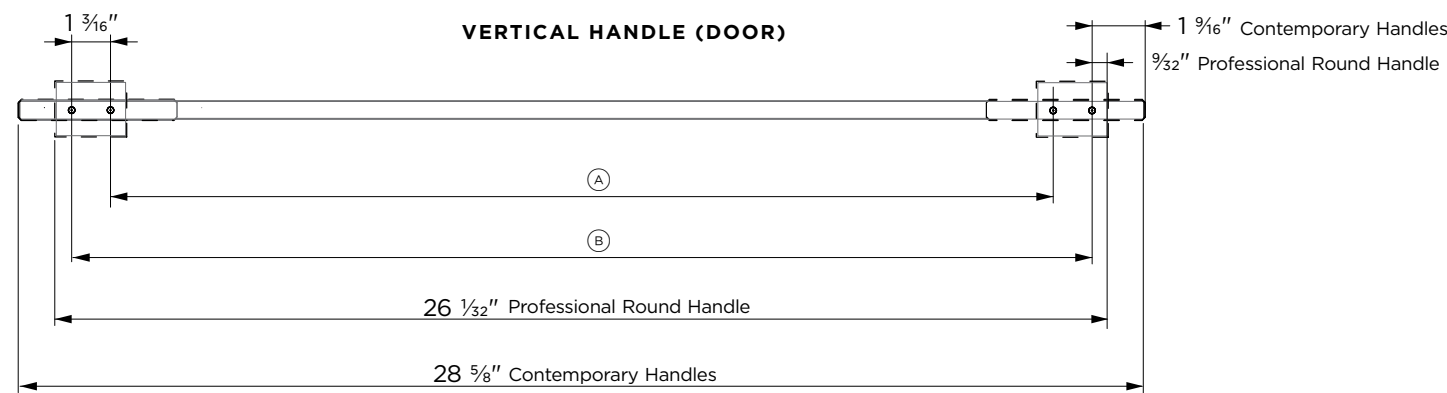 1 3/16"
VERTICAL HANDLE (DOOR)
1 9/16" Contemporary Handles
9/32" Professional Round Handle
A
B
26 1/32" Professional Round Handle
28 5/8" Contemporary Handles